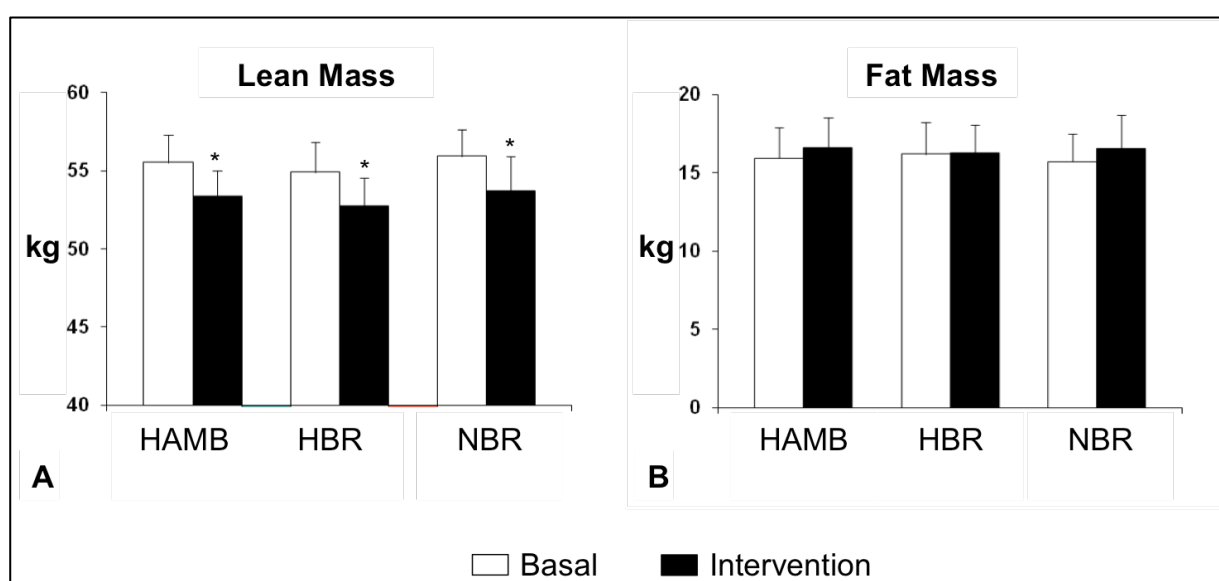 Lean Mass
60
55
50
45
40
kg
*
*
*
HAMB HBR NBR
A
Fat Mass
20
15
10
5
0
kg
HAMB HBR NBR
B
Basal Intervention